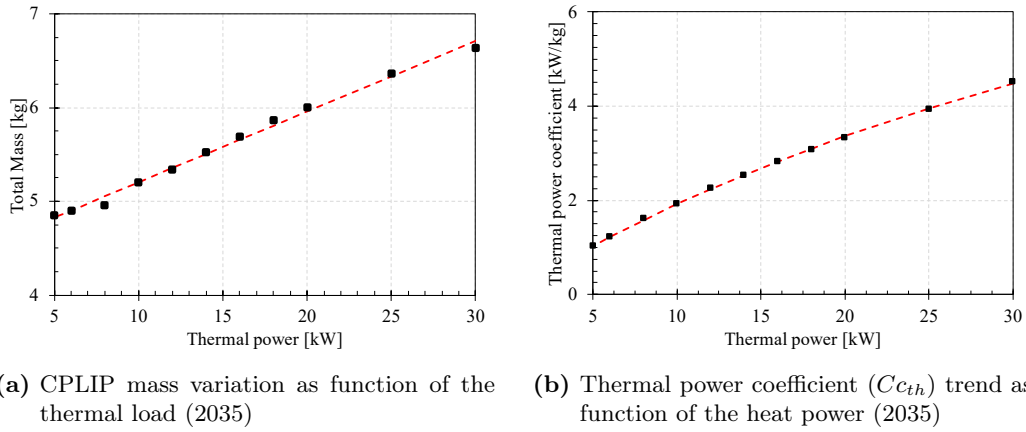 7
6
5
4
Total Mass [kg]
5 10 15 20 25 30
Thermal power [kW]
6
4
2
0
Thermal power coefficient [kW/kg]
5 10 15 20 25 30
Thermal power [kW]
(a) CPLIP mass variation as function of the
thermal load (2035)
(b) Thermal power coefficient (Cc_{th}) trend as
function of the heat power (2035)